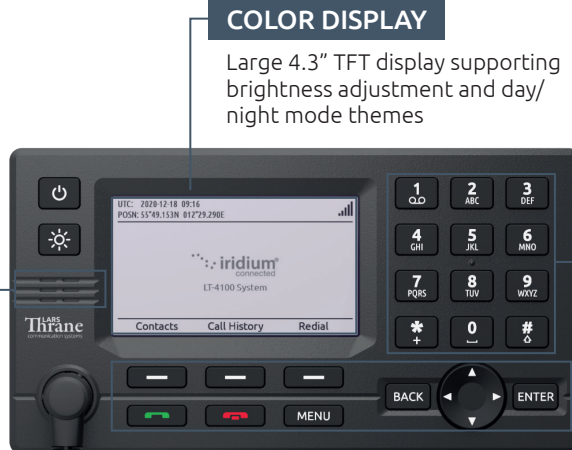 COLOR DISPLAY
Large 4.3” TFT display supporting
brightness adjustment and day/
night mode themes
UTC: 2020-12-18 09:16
POSN: 55°49.153N 012°29.290E
iridium®
connected
LT-4100 System
Contacts Call History Redial
LARS
Thrane
communication systems
1 2 ABC 3 DEF
4 GHI 5 JKL 6 MNO
7 PQRS 8 TUV 9 WXYZ
* + 0 #
MENU
BACK ENTER